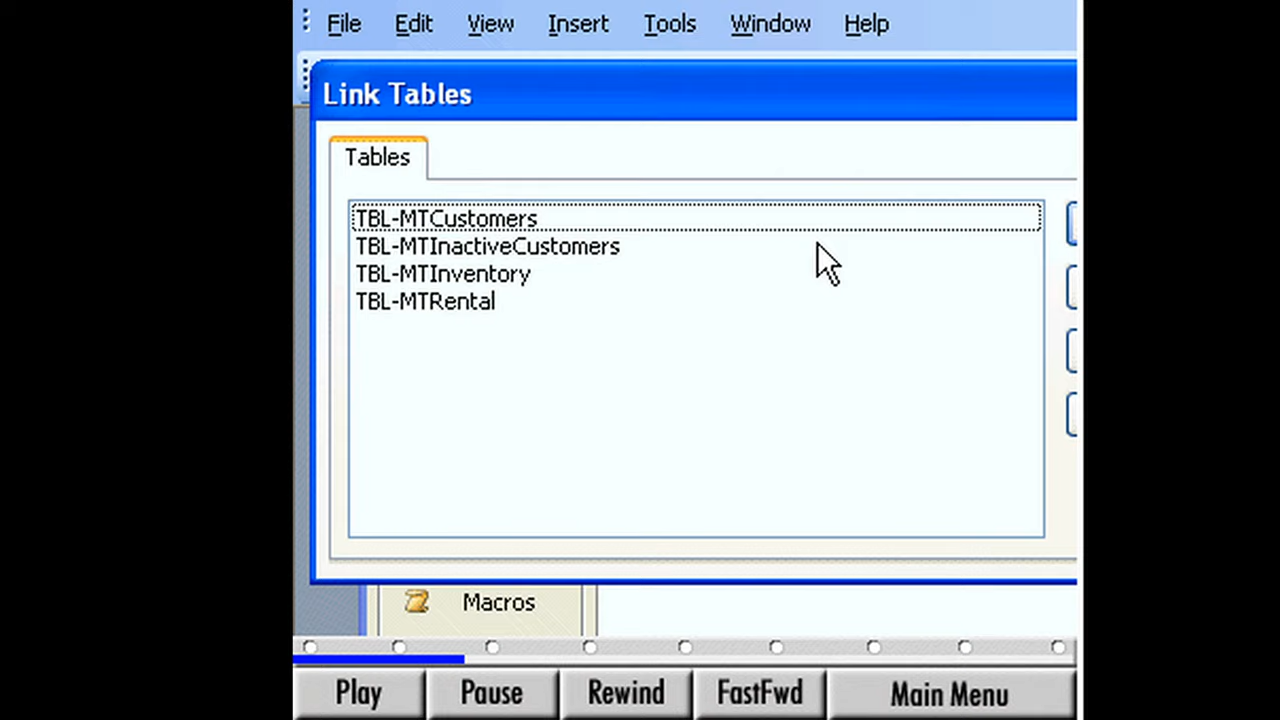 File Edit View Insert Tools Window Help
Link Tables
Tables
TBL-MTCustomers
TBL-MTInactiveCustomers
TBL-MTInventory
TBL-MTRental
Macros
Play Pause Rewind FastFwd Main Menu